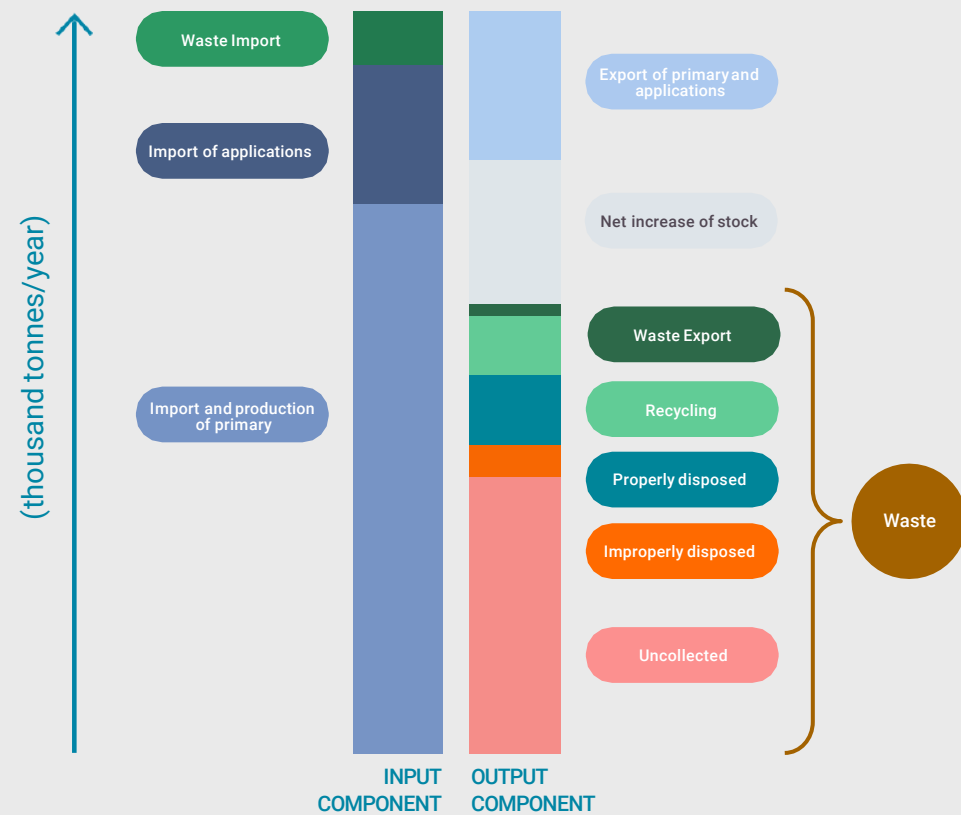 (thousand tonnes/year)
Waste Import
Import of applications
Import and production
of primary
Export of primary and
applications
Net increase of stock
Waste Export
Recycling
Properly disposed
Improperly disposed
Uncollected
Waste
INPUT
COMPONENT
OUTPUT
COMPONENT